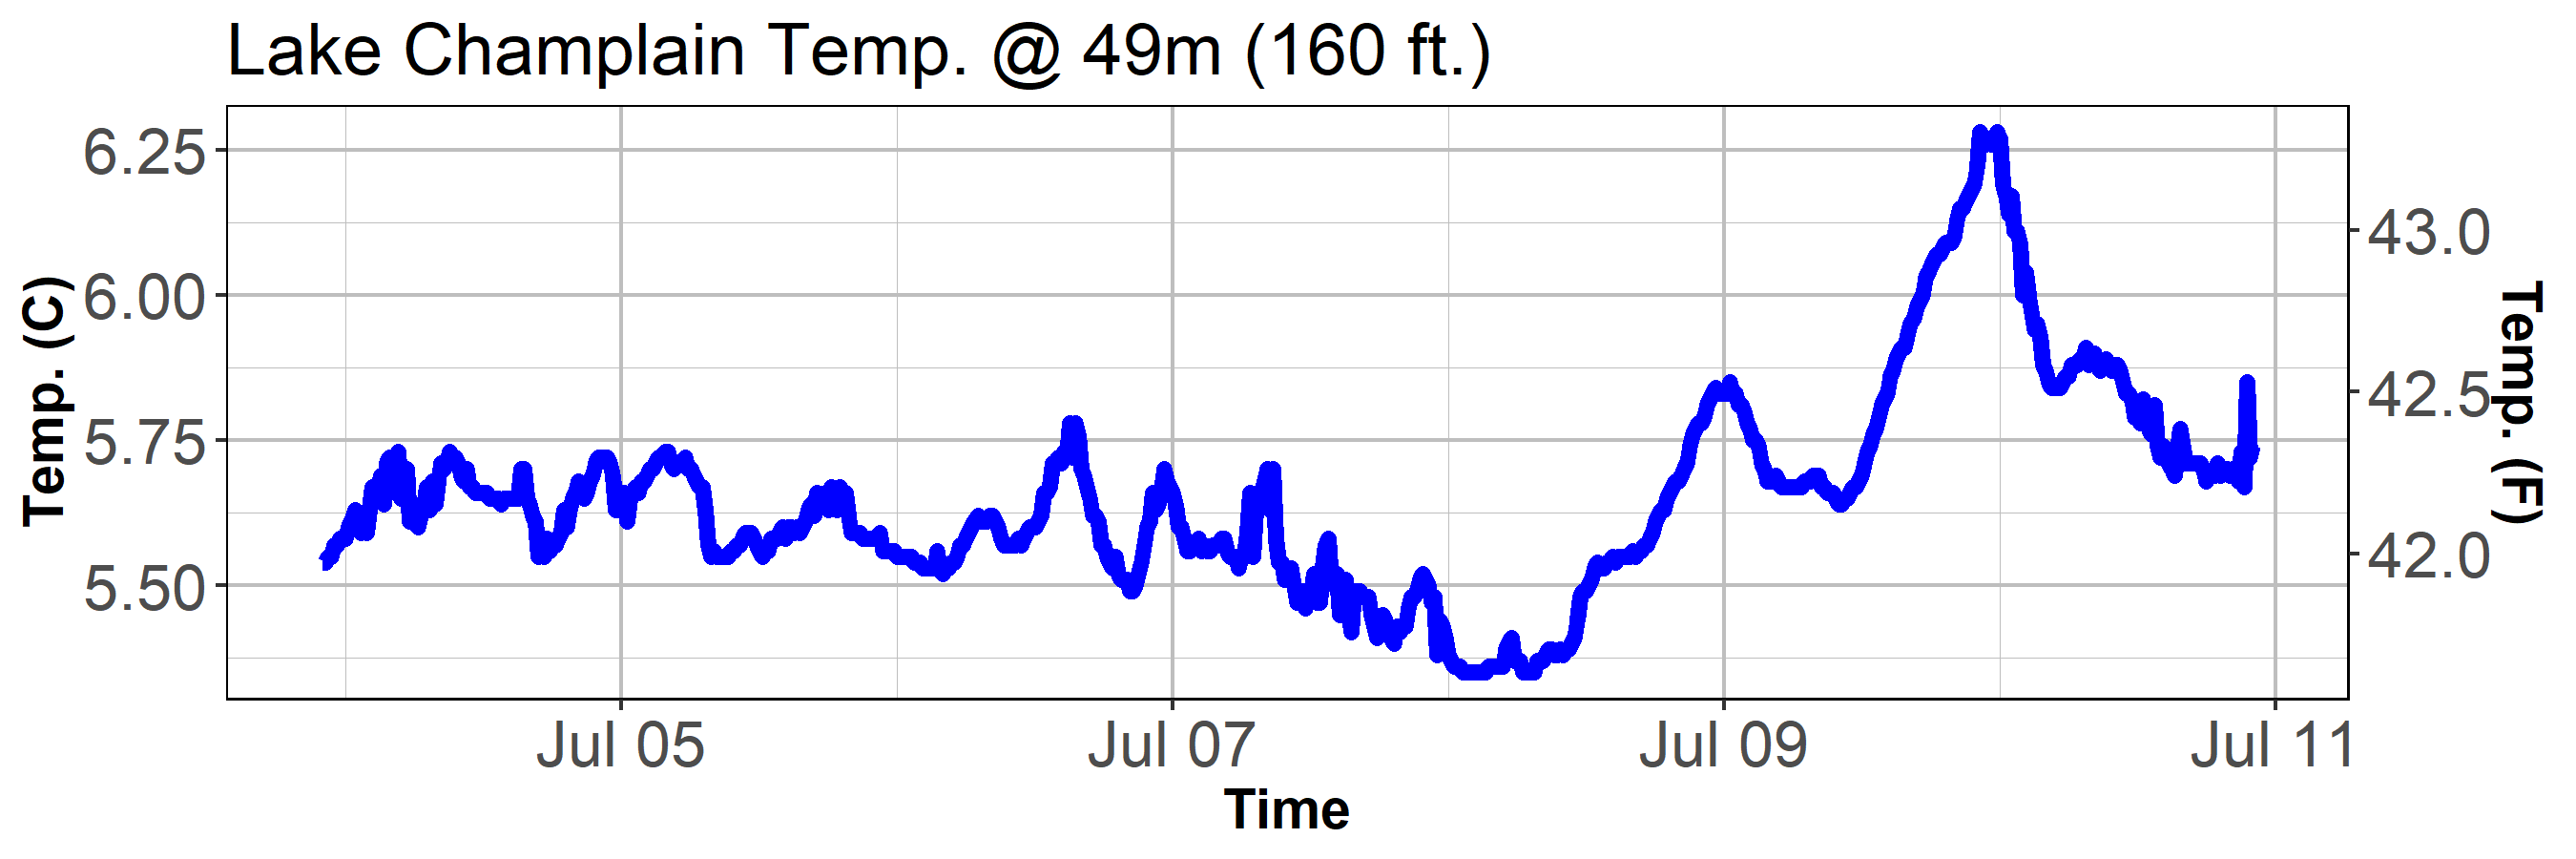 Lake Champlain Temp. @ 49m (160 ft.)
6.25
6.00
5.75
5.50
Temp. (C)
43.0
42.5
42.0
Temp. (F)
Jul 05 Jul 07 Jul 09 Jul 11
Time